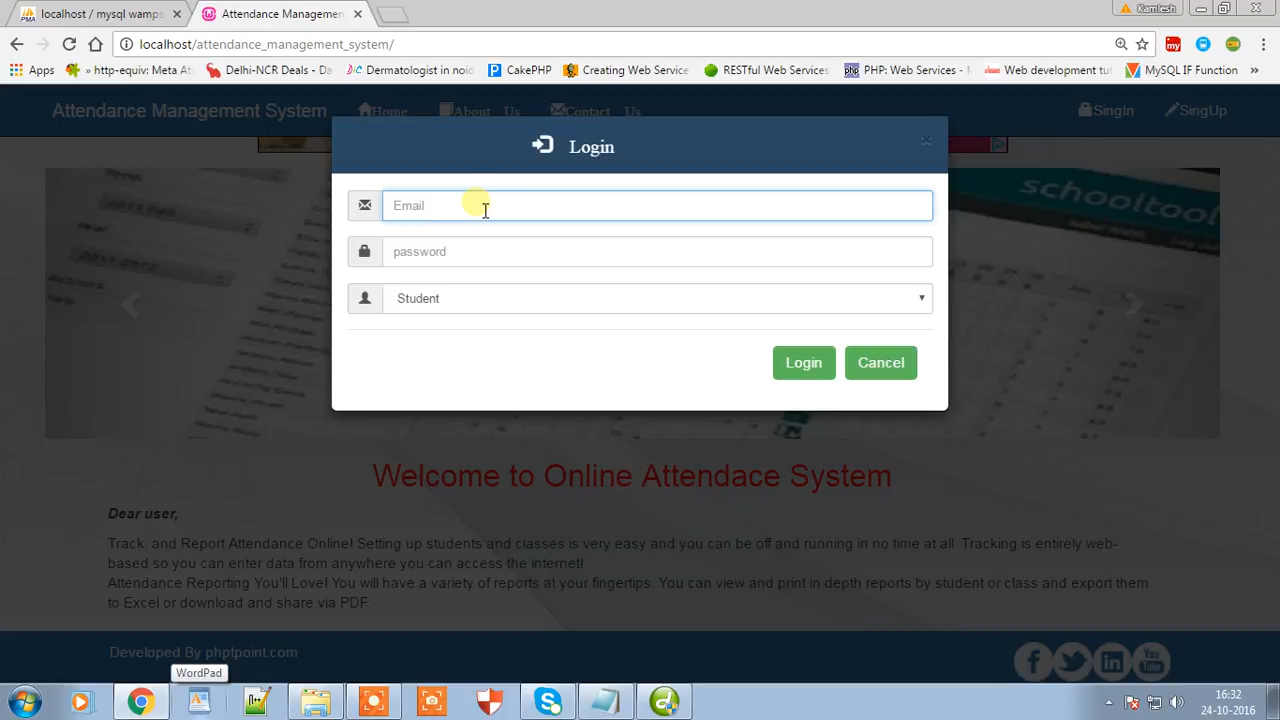 localhost / mysql wamps
Attendance Managemen
Kamlesh
localhost/attendance_management_system/
Apps
» http-equiv: Meta At
Delhi-NCR Deals - Da
Dermatologist in noid
CakePHP
Creating Web Service
RESTful Web Services
PHP: Web Services - M
Web development tut
MySQL IF Function
»
Attendance Management System
Home
About Us
Contact Us
SingIn
SingUp
Login
×
Email
password
Student
Login
Cancel
schooltool
2011-2012
Welcome to Online Attendace System
Dear user,
Track, and Report Attendance Online! Setting up students and classes is very easy and you can be off and running in no time at all. Tracking is entirely web-
based so you can enter data from anywhere you can access the internet!
Attendance Reporting You'll Love! You will have a variety of reports at your fingertips. You can view and print in depth reports by student or class and export them
to Excel or download and share via PDF.
Developed By phptpoint.com
WordPad
16:32
24-10-2016